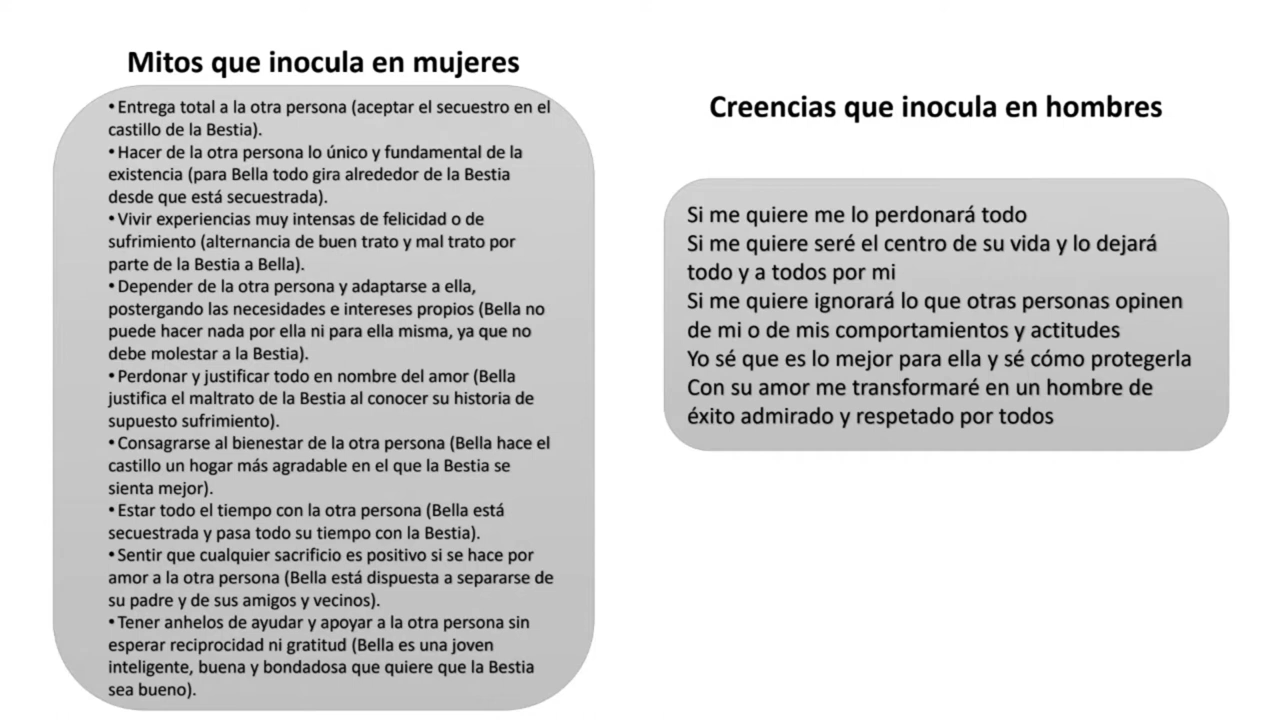 Mitos que inocula en mujeres
• Entrega total a la otra persona (aceptar el secuestro en el
castillo de la Bestia).
• Hacer de la otra persona lo único y fundamental de la
existencia (para Bella todo gira alrededor de la Bestia
desde que está secuestrada).
• Vivir experiencias muy intensas de felicidad o de
sufrimiento (alternancia de buen trato y mal trato por
parte de la Bestia a Bella).
• Depender de la otra persona y adaptarse a ella,
postergando las necesidades e intereses propios (Bella no
puede hacer nada por ella ni para ella misma, ya que no
debe molestar a la Bestia).
• Perdonar y justificar todo en nombre del amor (Bella
justifica el maltrato de la Bestia al conocer su historia de
supuesto sufrimiento).
• Consagrarse al bienestar de la otra persona (Bella hace el
castillo un hogar más agradable en el que la Bestia se
sienta mejor).
• Estar todo el tiempo con la otra persona (Bella está
secuestrada y pasa todo su tiempo con la Bestia).
• Sentir que cualquier sacrificio es positivo si se hace por
amor a la otra persona (Bella está dispuesta a separarse de
su padre y de sus amigos y vecinos).
• Tener anhelos de ayudar y apoyar a la otra persona sin
esperar reciprocidad ni gratitud (Bella es una joven
inteligente, buena y bondadosa que quiere que la Bestia
sea bueno).
Creencias que inocula en hombres
Si me quiere me lo perdonará todo
Si me quiere seré el centro de su vida y lo dejará
todo y a todos por mi
Si me quiere ignorará lo que otras personas opinen
de mi o de mis comportamientos y actitudes
Yo sé que es lo mejor para ella y sé cómo protegerla
Con su amor me transformaré en un hombre de
éxito admirado y respetado por todos